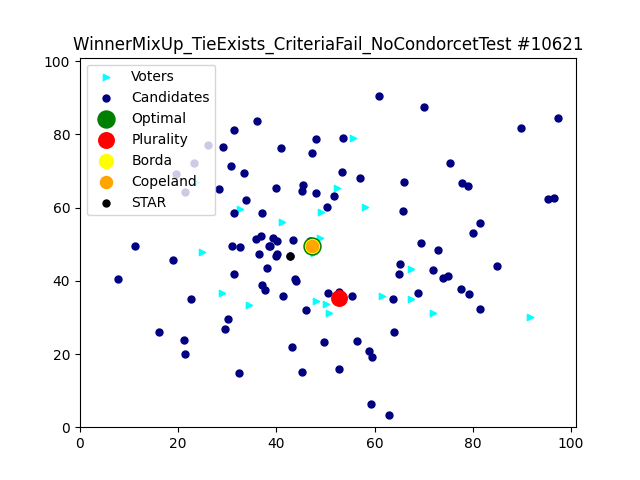 WinnerMixUp_TieExists_CriteriaFail_NoCondorcetTest #10621
100
80
60
40
20
0
0 20 40 60 80 100
Voters
Candidates
Optimal
Plurality
Borda
Copeland
STAR